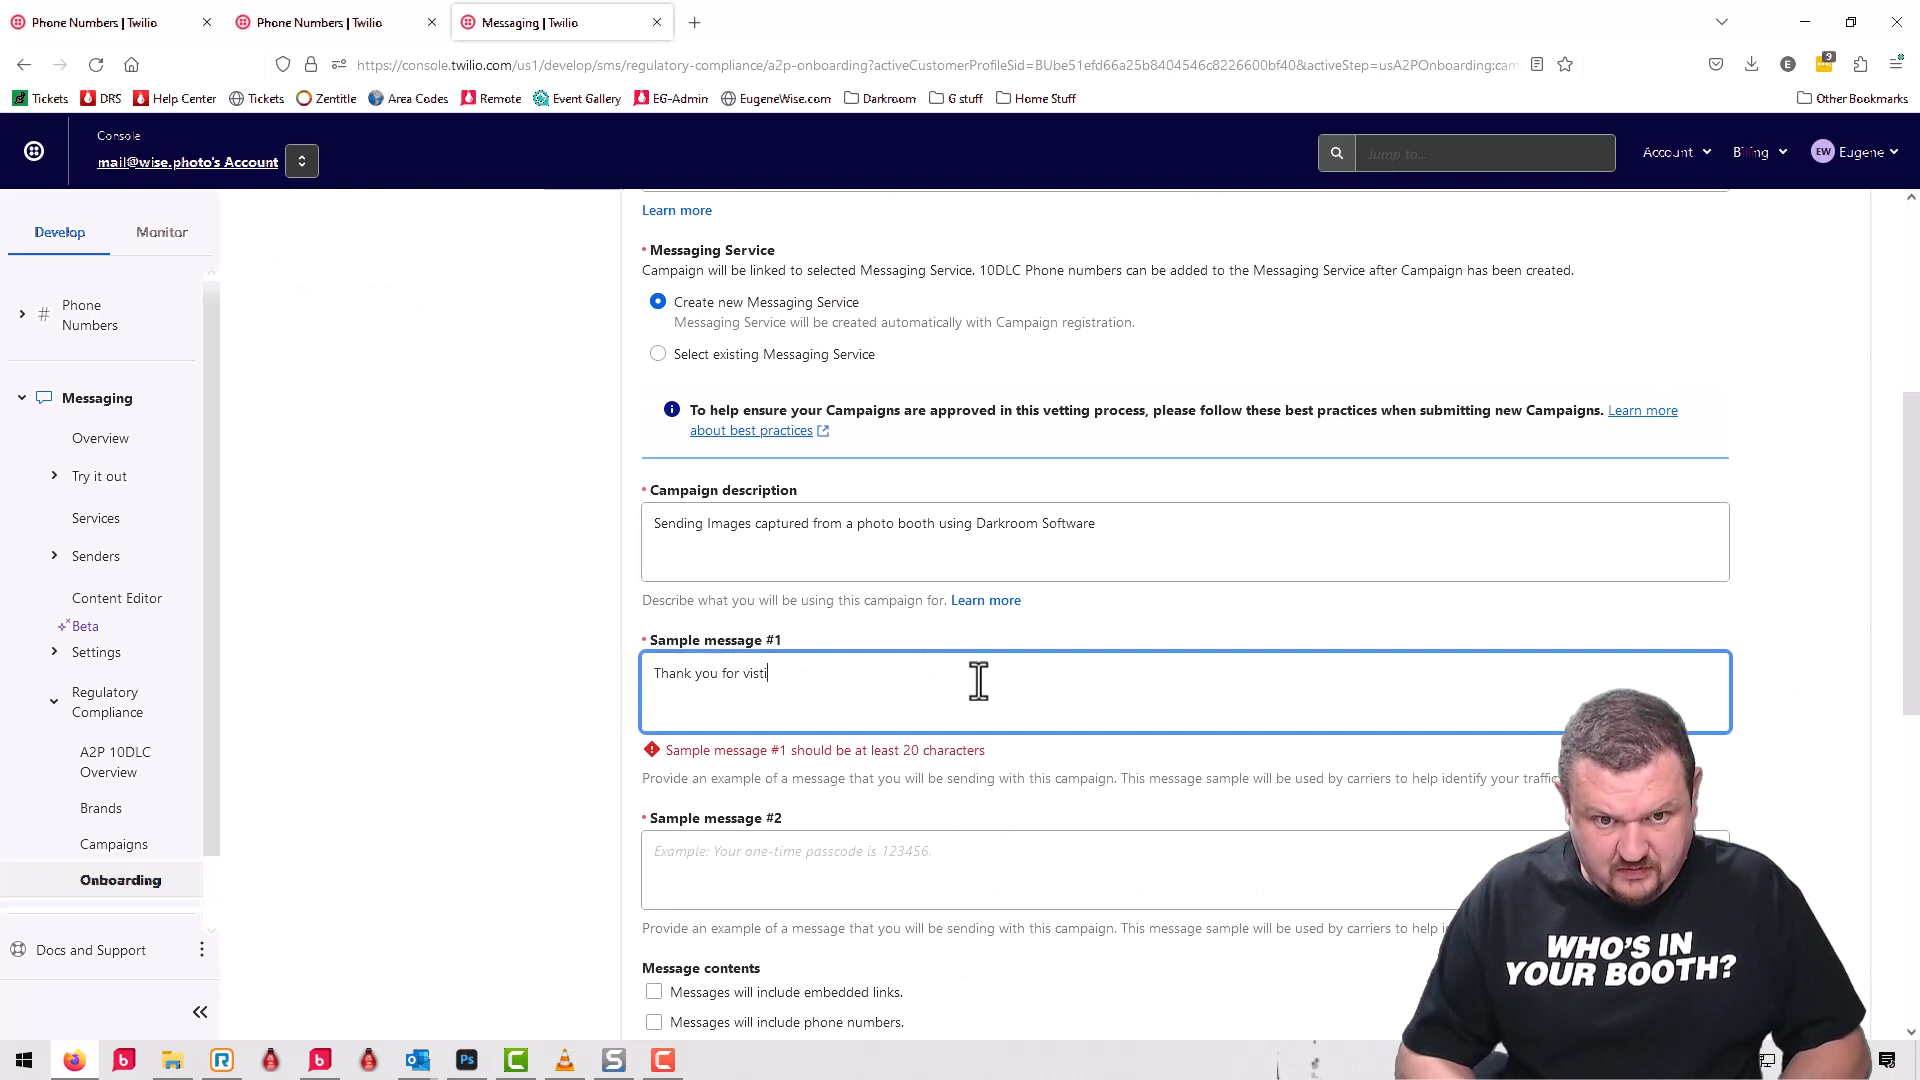 Phone Numbers | Twilio
Phone Numbers | Twilio
Messaging | Twilio
https://console.twilio.com/us1/develop/sms/regulatory-compliance/a2p-onboarding?activeCustomerProfileSid=BUbe51efd66a25b8404546c8226600bf40&activeStep=usA2POnboarding:cam
9
E
Tickets
DRS
Help Center
Tickets
Zentitle
Area Codes
Remote
Event Gallery
EG-Admin
EugeneWise.com
Darkroom
G stuff
Home Stuff
Other Bookmarks
Console
mail@wise.photo's Account
Jump to...
Account
Billing
EW
Eugene
Develop
Monitor
# Phone
Numbers
Messaging
Overview
Try it out
Services
Senders
Content Editor
Beta
Settings
Regulatory
Compliance
A2P 10DLC
Overview
Brands
Campaigns
Onboarding
Docs and Support
Learn more
* Messaging Service
Campaign will be linked to selected Messaging Service. 10DLC Phone numbers can be added to the Messaging Service after Campaign has been created.
Create new Messaging Service
Messaging Service will be created automatically with Campaign registration.
Select existing Messaging Service
To help ensure your Campaigns are approved in this vetting process, please follow these best practices when submitting new Campaigns. Learn more
about best practices
* Campaign description
Sending Images captured from a photo booth using Darkroom Software
Describe what you will be using this campaign for. Learn more
* Sample message #1
Thank you for visti
Sample message #1 should be at least 20 characters
Provide an example of a message that you will be sending with this campaign. This message sample will be used by carriers to help identify your traffic
* Sample message #2
Example: Your one-time passcode is 123456.
Provide an example of a message that you will be sending with this campaign. This message sample will be used by carriers to help
Message contents
Messages will include embedded links.
Messages will include phone numbers.
WHO'S IN
YOUR BOOTH?
b
R
b
Ps
C
S
C